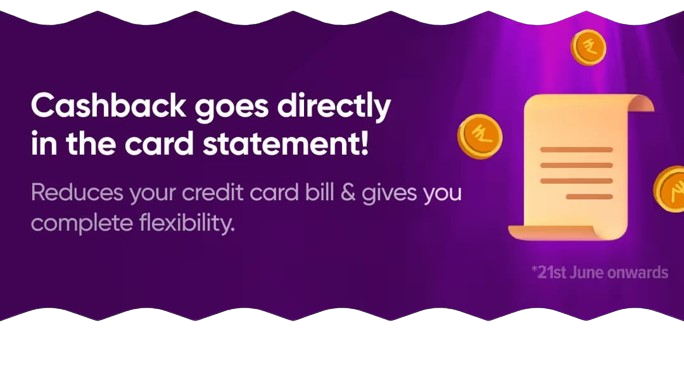 Cashback goes directly
in the card statement!
Reduces your credit card bill & gives you
complete flexibility.
*21st June onwards